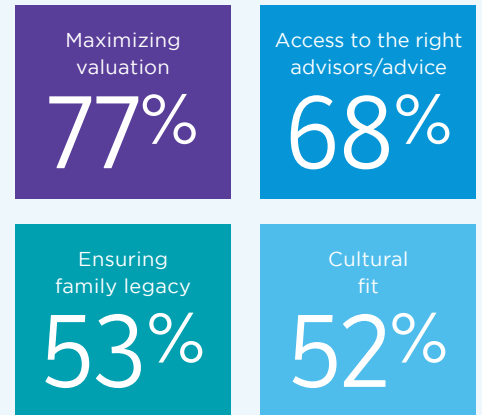 Maximizing
valuation
77%
Access to the right
advisors/advice
68%
Ensuring
family legacy
53%
Cultural
fit
52%